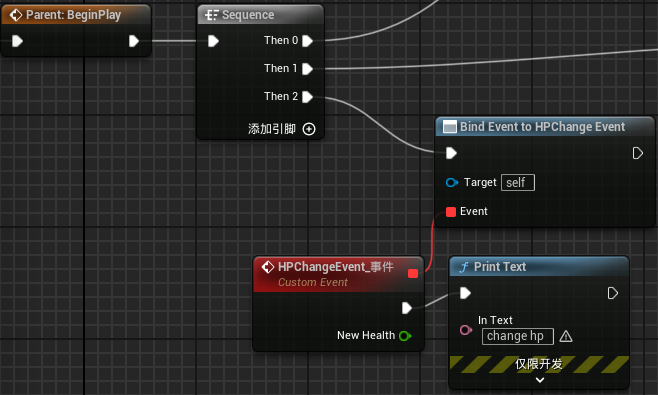 Parent: BeginPlay
Sequence
Then 0
Then 1
Then 2
添加引脚
Bind Event to HPChange Event
Target self
Event
HPChangeEvent_事件
Custom Event
New Health
f Print Text
In Text
change hp
仅限开发